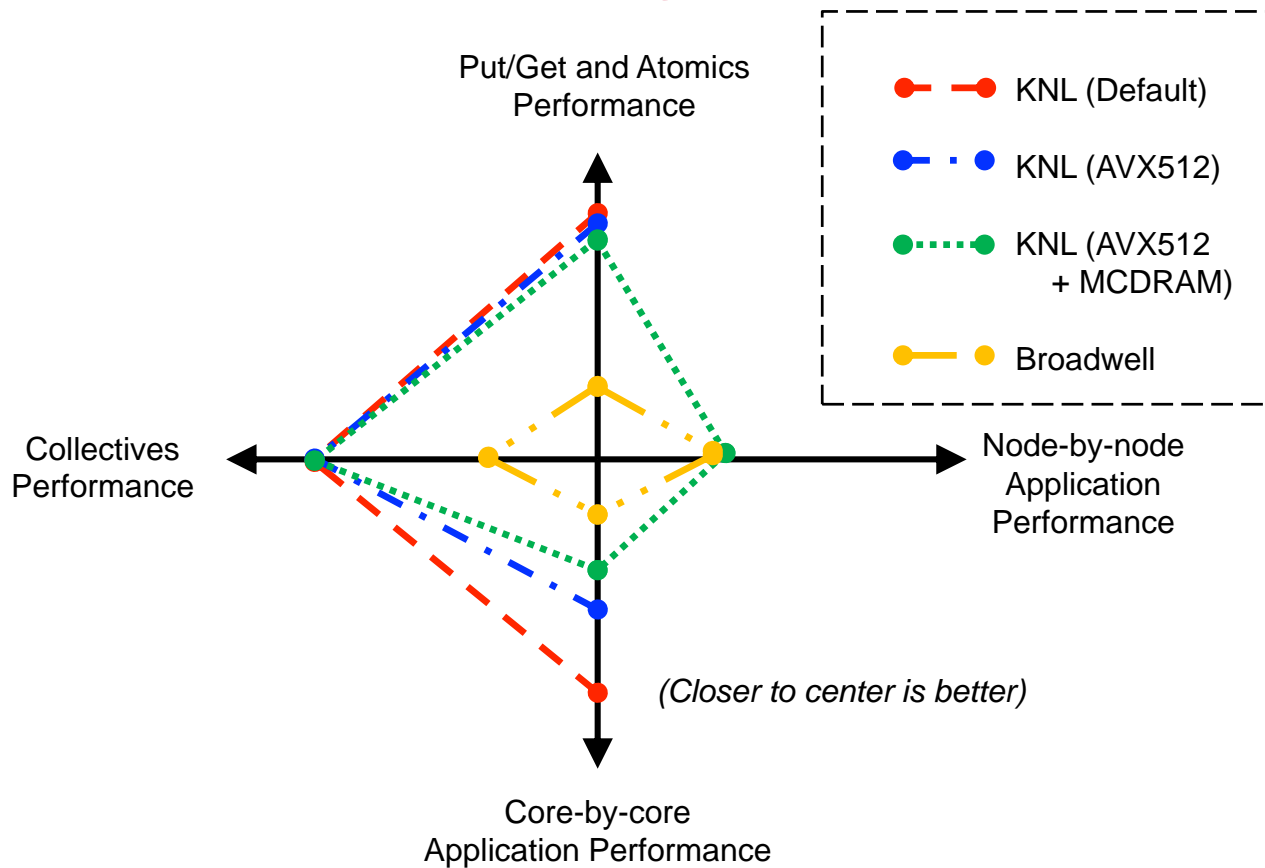 Put/Get and Atomics
Performance
KNL (Default)
KNL (AVX512)
KNL (AVX512
+ MCDRAM)
Broadwell
Collectives
Performance
Node-by-node
Application
Performance
(Closer to center is better)
Core-by-core
Application Performance